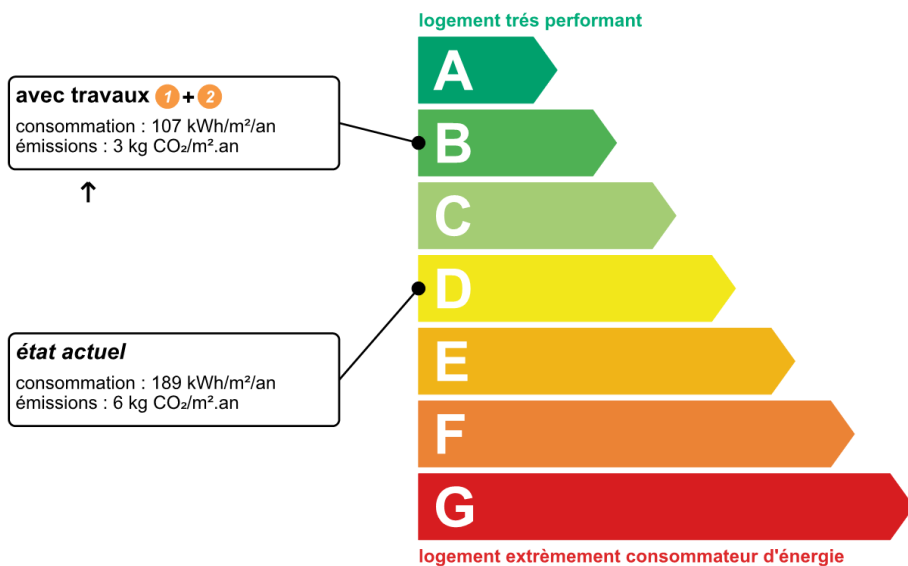 logement trés performant
A
avec travaux 1 + 2
consommation : 107 kWh/m²/an
émissions : 3 kg CO₂/m².an
B
↑
C
D
état actuel
consommation : 189 kWh/m²/an
émissions : 6 kg CO₂/m².an
E
F
G
logement extrèmement consommateur d'énergie